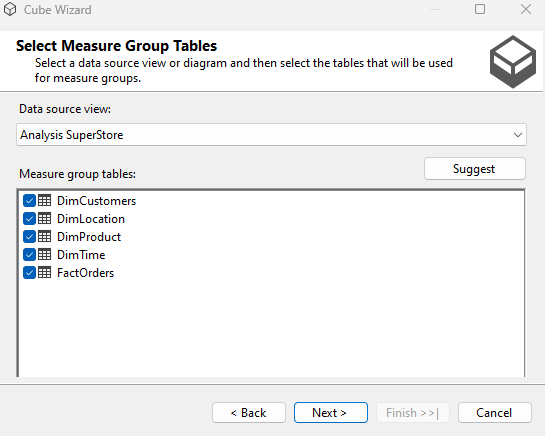 Cube Wizard
Select Measure Group Tables
Select a data source view or diagram and then select the tables that will be used
for measure groups.
Data source view:
Analysis SuperStore
Suggest
Measure group tables:
DimCustomers
DimLocation
DimProduct
DimTime
FactOrders
< Back
Next >
Finish >>|
Cancel